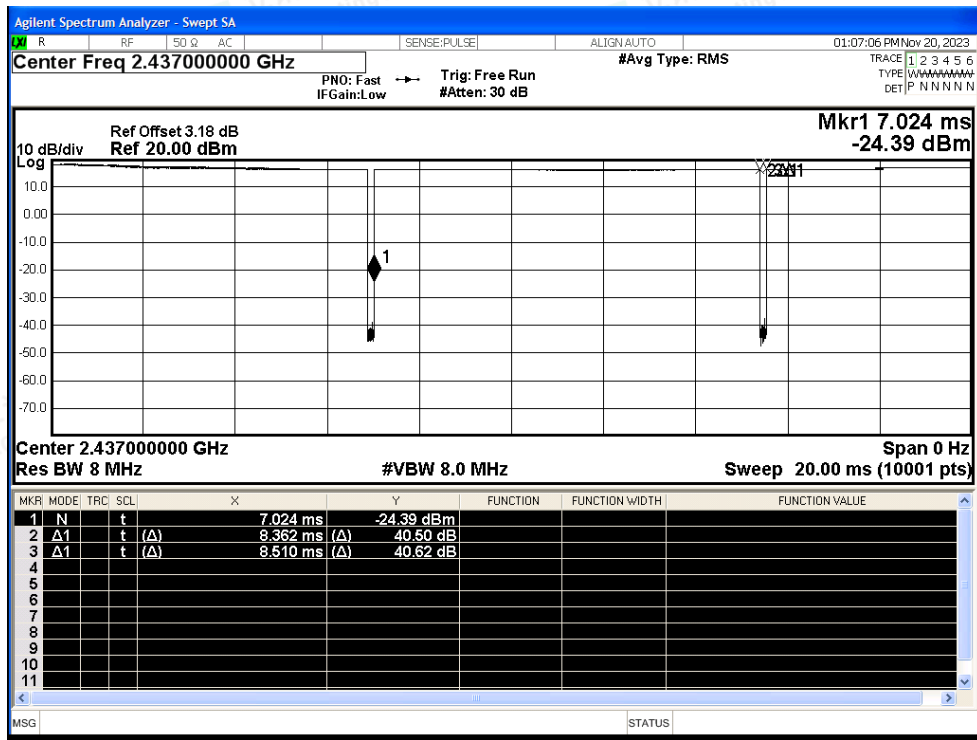 Agilent Spectrum Analyzer - Swept SA
LXI R RF 50 Ω AC SENSE:PULSE ALIGN AUTO 01:07:06 PM Nov 20, 2023
Center Freq 2.437000000 GHz #Avg Type: RMS TRACE 1 2 3 4 5 6
PNO: Fast Trig: Free Run TYPE WWWWWW
IFGain:Low #Atten: 30 dB DET P N N N N N
Mkr1 7.024 ms
Ref Offset 3.18 dB
10 dB/div Ref 20.00 dBm -24.39 dBm
Log
10.0
0.00
-10.0
-20.0
-30.0
-40.0
-50.0
-60.0
-70.0
1
Center 2.437000000 GHz Span 0 Hz
Res BW 8 MHz #VBW 8.0 MHz Sweep 20.00 ms (10001 pts)
MKR MODE TRC SCL X Y FUNCTION FUNCTION WIDTH FUNCTION VALUE
1 N t 7.024 ms -24.39 dBm
2 Δ1 t (Δ) 8.362 ms (Δ) 40.50 dB
3 Δ1 t (Δ) 8.510 ms (Δ) 40.62 dB
4
5
6
7
8
9
10
11
MSG STATUS